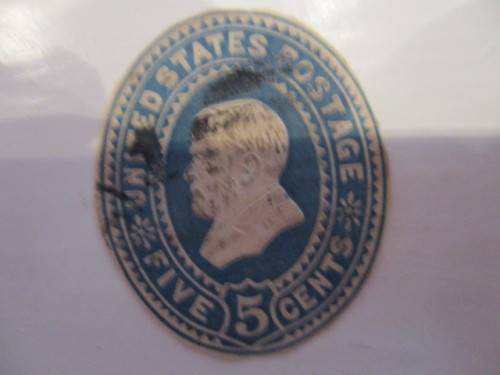 UNITED STATES POSTAGE
FIVE 5 CENTS